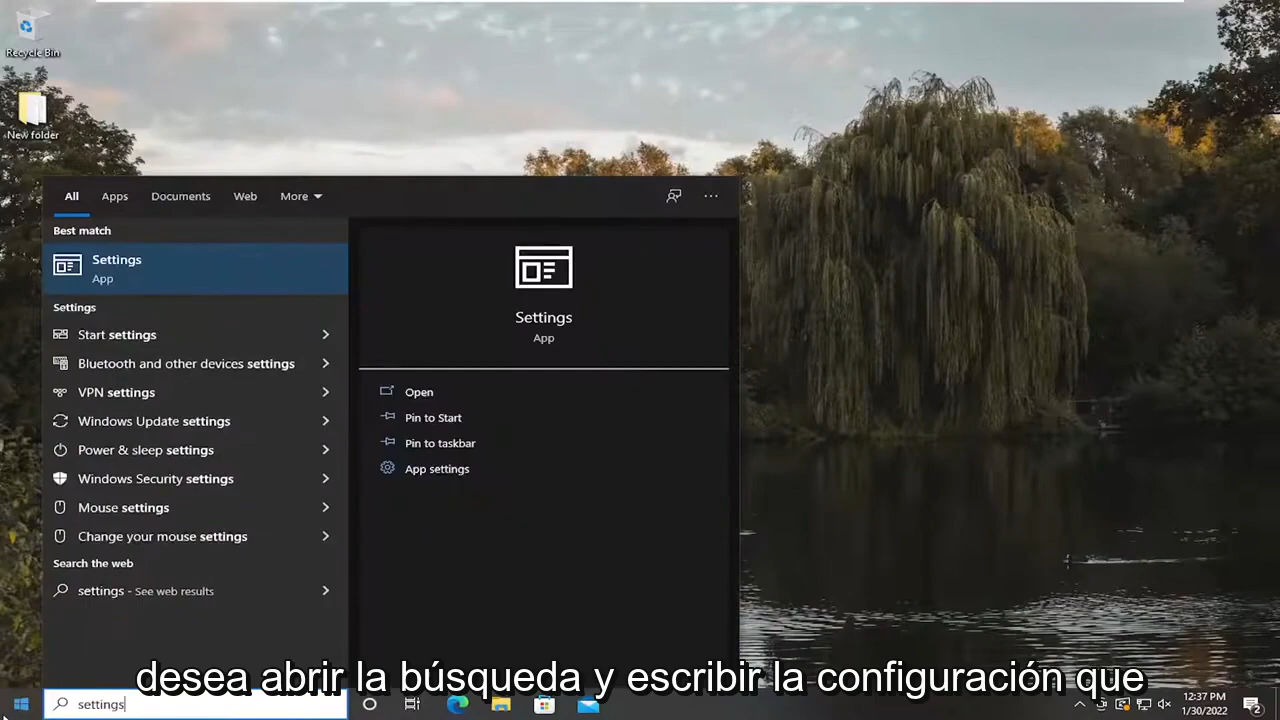 Recycle Bin
New folder
All
Apps
Documents
Web
More
Best match
Settings
App
Settings
Start settings
Bluetooth and other devices settings
VPN settings
Windows Update settings
Power & sleep settings
Windows Security settings
Mouse settings
Change your mouse settings
Search the web
settings - See web results
Settings
App
Open
Pin to Start
Pin to taskbar
App settings
desea abrir la búsqueda y escribir la configuración que
settings
12:37 PM
1/30/2022
2